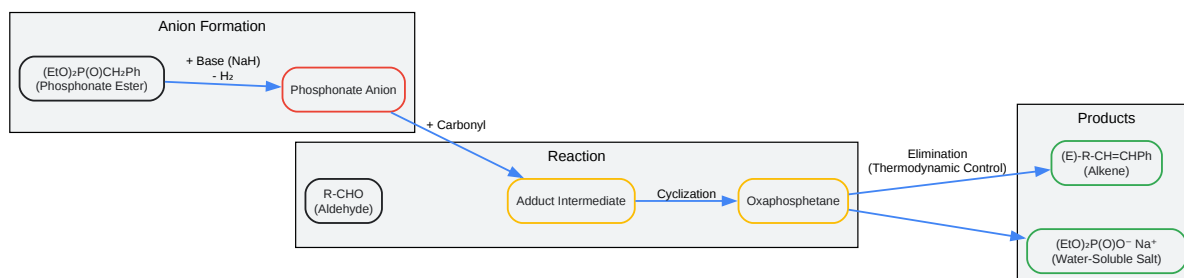 Anion Formation
(EtO)₂P(O)CH₂Ph
(Phosphonate Ester)
+ Base (NaH)
- H₂
Phosphonate Anion
+ Carbonyl
Reaction
R-CHO
(Aldehyde)
Adduct Intermediate
Cyclization
Oxaphosphetane
Elimination
(Thermodynamic Control)
Products
(E)-R-CH=CHPh
(Alkene)
(EtO)₂P(O)O⁻ Na⁺
(Water-Soluble Salt)